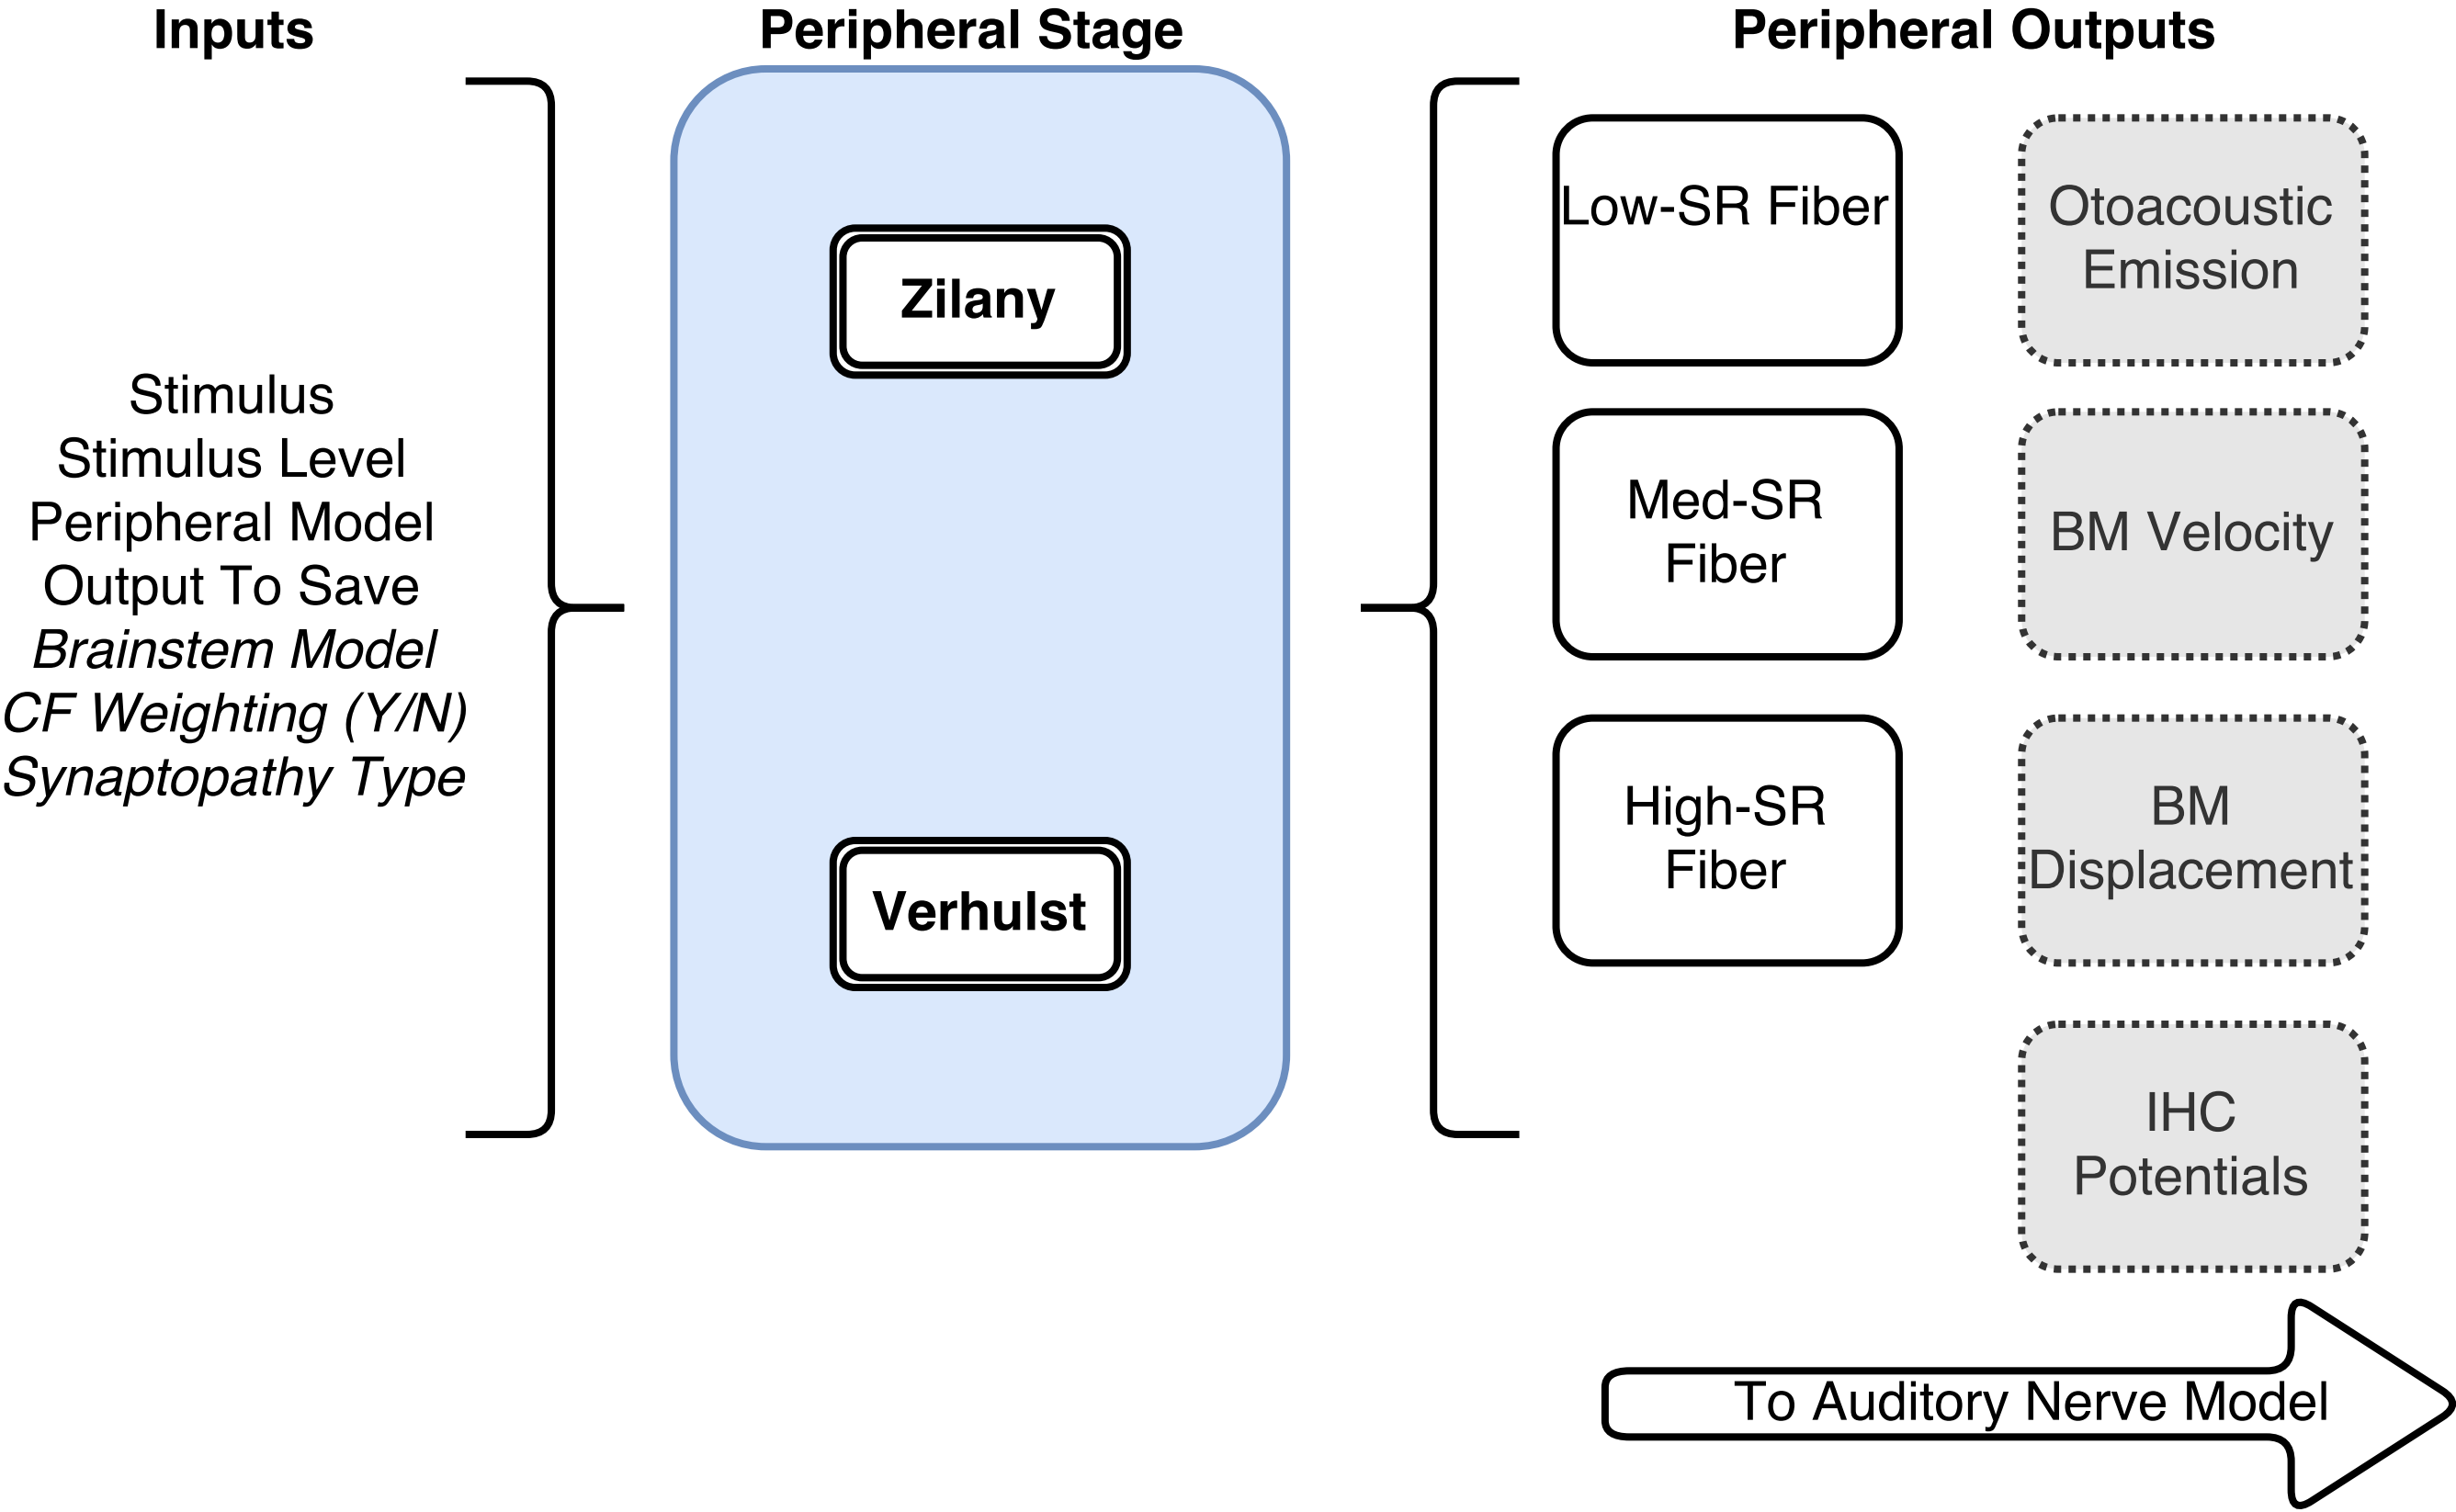 Inputs
Peripheral Stage
Peripheral Outputs
Stimulus
Stimulus Level
Peripheral Model
Output To Save
Brainstem Model
CF Weighting (Y/N)
Synaptopathy Type
Zilany
Verhulst
Low-SR Fiber
Med-SR
Fiber
High-SR
Fiber
Otoacoustic
Emission
BM Velocity
BM
Displacement
IHC
Potentials
To Auditory Nerve Model